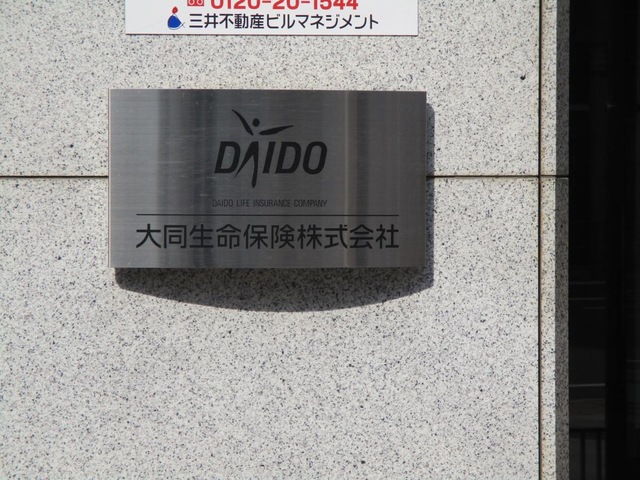 0120-20-1544
三井不動産ビルマネジメント
DAIDO
DAIDO LIFE INSURANCE COMPANY
大同生命保険株式会社